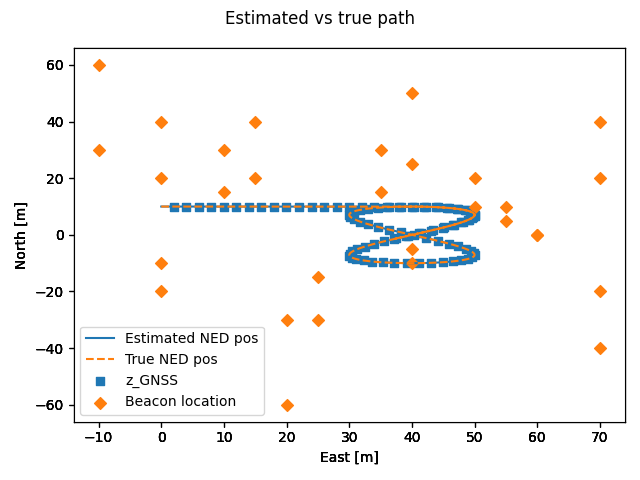 Estimated vs true path
60
40
20
0
−20
−40
−60
North [m]
Estimated NED pos
True NED pos
z_GNSS
Beacon location
−10 0 10 20 30 40 50 60 70
East [m]